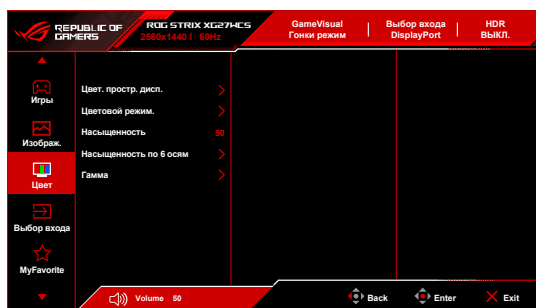 REPUBLIC OF
GAMERS
ROG STRIX XG27WCS
2560x1440 | 60Hz
GameVisual
Гонки режим
Выбор входа
DisplayPort
HDR
ВЫКЛ.
Игры
Изображ.
Цвет
Выбор входа
MyFavorite
Цвет. простр. дисп.
Цветовой режим.
Насыщенность 50
Насыщенность по 6 осям
Гамма
Volume 50
Back
Enter
Exit